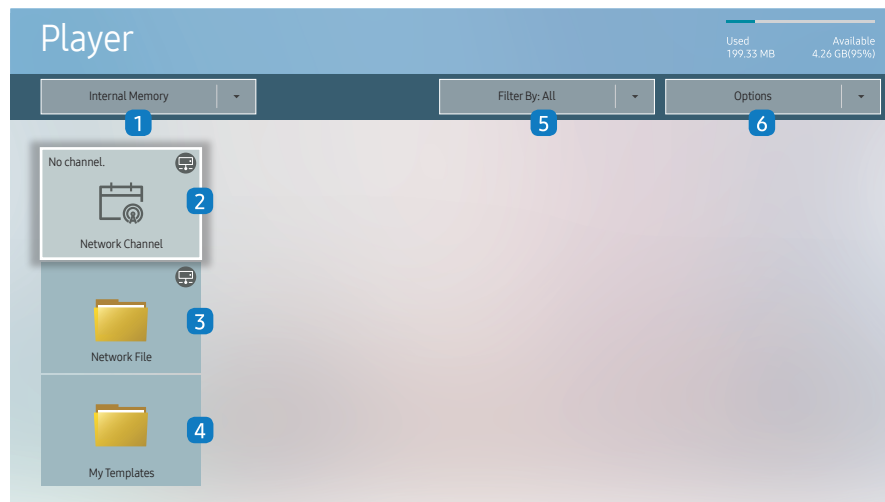 Player
Used Available
199.33 MB 4.26 GB(95%)
Internal Memory Filter By: All Options
1 5 6
No channel.
2
Network Channel
3
Network File
4
My Templates